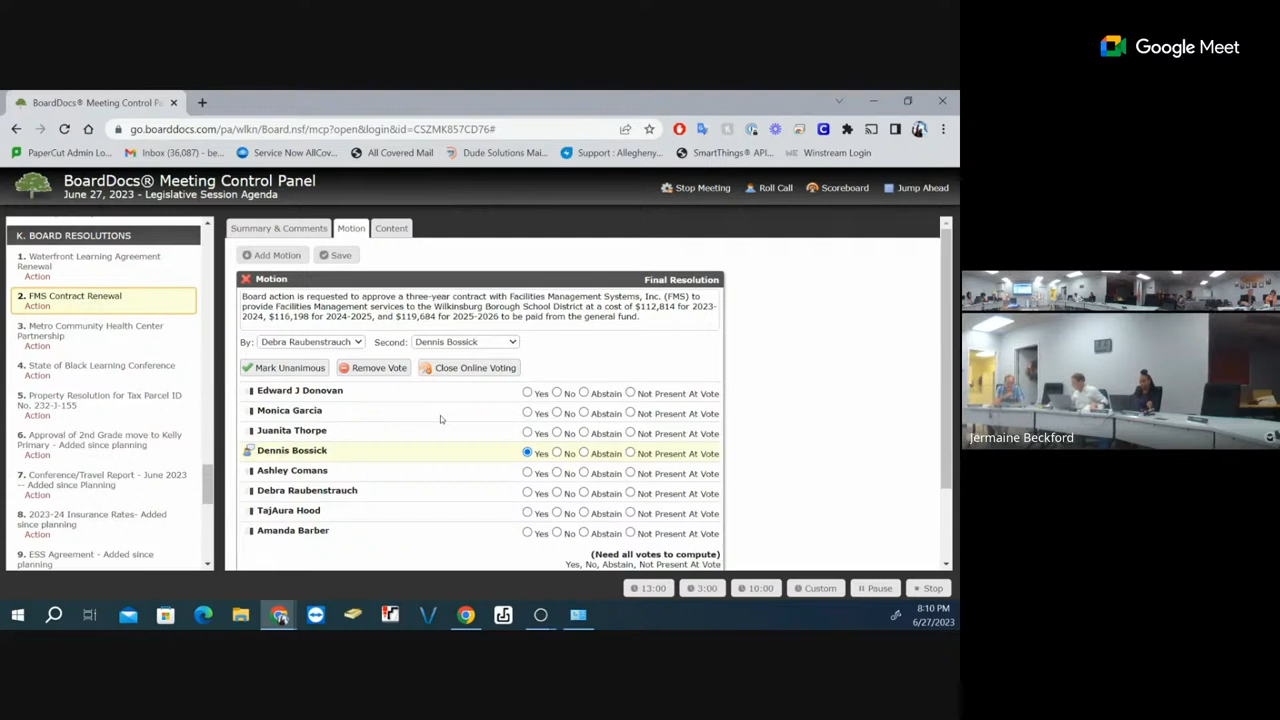 Google Meet
BoardDocs® Meeting Control Pa
go.boarddocs.com/pa/wlkn/Board.nsf/mcp?open&login&id=CSZMK857CD76#
PaperCut Admin Lo...
Inbox (36,087) - be...
Service Now AllCov...
All Covered Mail
Dude Solutions Mai...
Support : Allegheny...
SmartThings® API...
Winstream Login
BoardDocs® Meeting Control Panel
June 27, 2023 - Legislative Session Agenda
Stop Meeting
Roll Call
Scoreboard
Jump Ahead
K. BOARD RESOLUTIONS
1. Waterfront Learning Agreement
Renewal
Action
2. FMS Contract Renewal
Action
3. Metro Community Health Center
Partnership
Action
4. State of Black Learning Conference
Action
5. Property Resolution for Tax Parcel ID
No. 232-J-155
Action
6. Approval of 2nd Grade move to Kelly
Primary - Added since planning
Action
7. Conference/Travel Report - June 2023
-- Added since Planning
Action
8. 2023-24 Insurance Rates- Added
since planning
Action
9. ESS Agreement - Added since
planning
Summary & Comments
Motion
Content
Add Motion
Save
Motion
Final Resolution
Board action is requested to approve a three-year contract with Facilities Management Systems, Inc. (FMS) to
provide Facilities Management services to the Wilkinsburg Borough School District at a cost of $112,814 for 2023-
2024, $116,198 for 2024-2025, and $119,684 for 2025-2026 to be paid from the general fund.
By: Debra Raubenstrauch Second: Dennis Bossick
Mark Unanimous
Remove Vote
Close Online Voting
Edward J Donovan Yes No Abstain Not Present At Vote
Monica Garcia Yes No Abstain Not Present At Vote
Juanita Thorpe Yes No Abstain Not Present At Vote
Dennis Bossick Yes No Abstain Not Present At Vote
Ashley Comans Yes No Abstain Not Present At Vote
Debra Raubenstrauch Yes No Abstain Not Present At Vote
TajAura Hood Yes No Abstain Not Present At Vote
Amanda Barber Yes No Abstain Not Present At Vote
(Need all votes to compute)
Yes, No, Abstain, Not Present At Vote
13:00
3:00
10:00
Custom
Pause
Stop
8:10 PM
6/27/2023
Jermaine Beckford